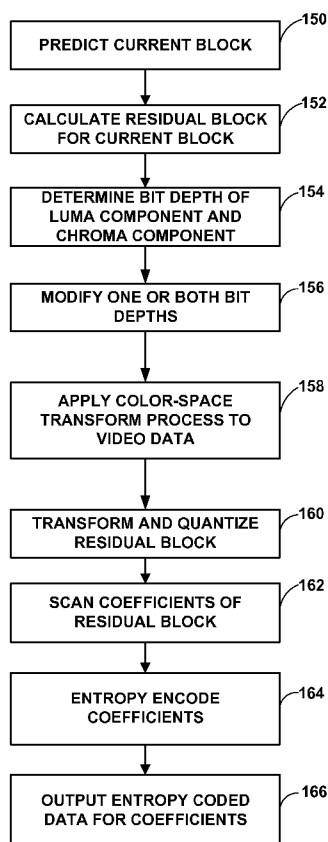 150
PREDICT CURRENT BLOCK
152
CALCULATE RESIDUAL BLOCK
FOR CURRENT BLOCK
154
DETERMINE BIT DEPTH OF
LUMA COMPONENT AND
CHROMA COMPONENT
156
MODIFY ONE OR BOTH BIT
DEPTHS
158
APPLY COLOR-SPACE
TRANSFORM PROCESS TO
VIDEO DATA
160
TRANSFORM AND QUANTIZE
RESIDUAL BLOCK
162
SCAN COEFFICIENTS OF
RESIDUAL BLOCK
164
ENTROPY ENCODE
COEFFICIENTS
166
OUTPUT ENTROPY CODED
DATA FOR COEFFICIENTS